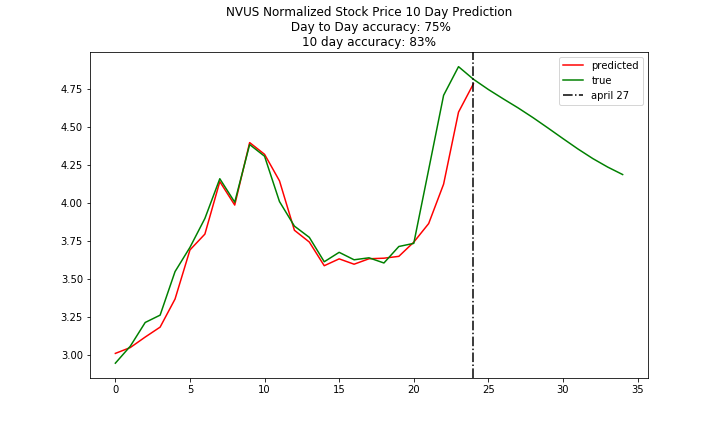 NVUS Normalized Stock Price 10 Day Prediction
Day to Day accuracy: 75%
10 day accuracy: 83%
predicted
true
april 27
4.75
4.50
4.25
4.00
3.75
3.50
3.25
3.00
0 5 10 15 20 25 30 35